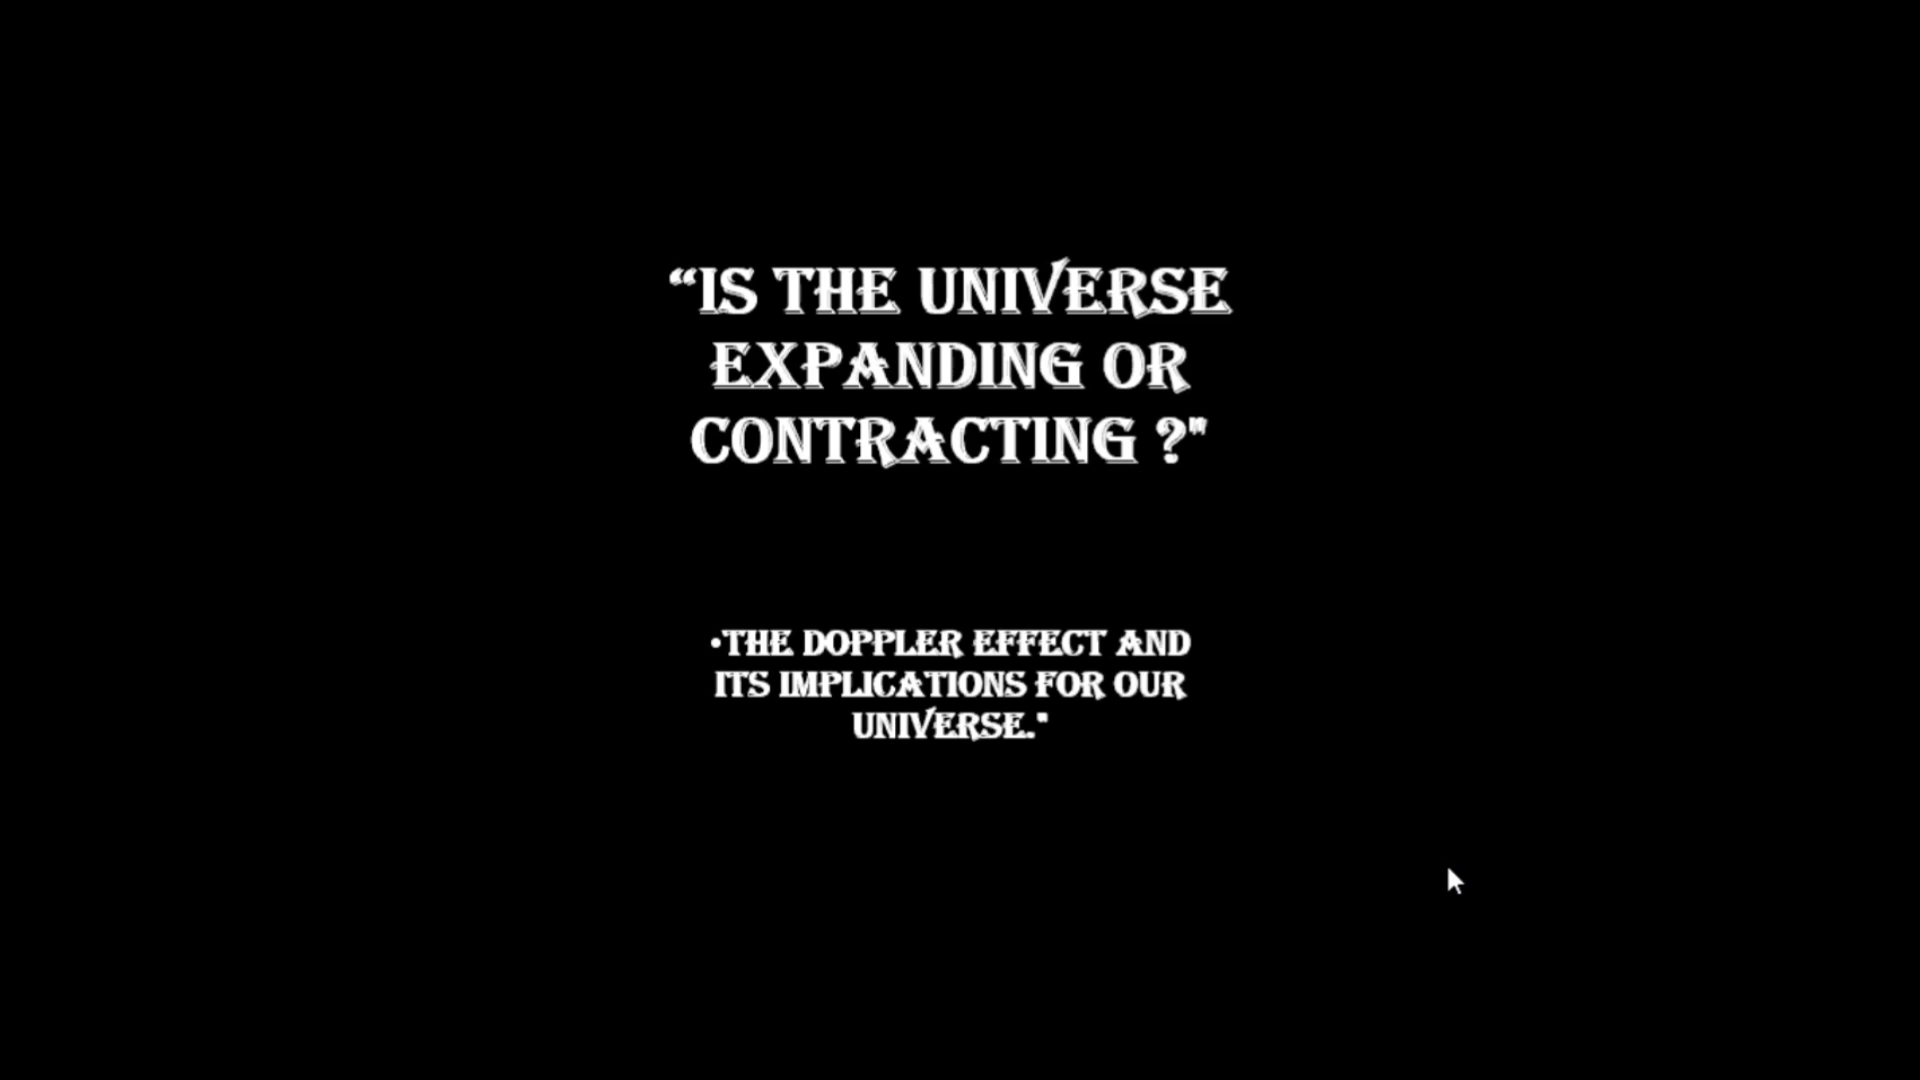 “IS THE UNIVERSE
EXPANDING OR
CONTRACTING ?"
•THE DOPPLER EFFECT AND
ITS IMPLICATIONS FOR OUR
UNIVERSE."